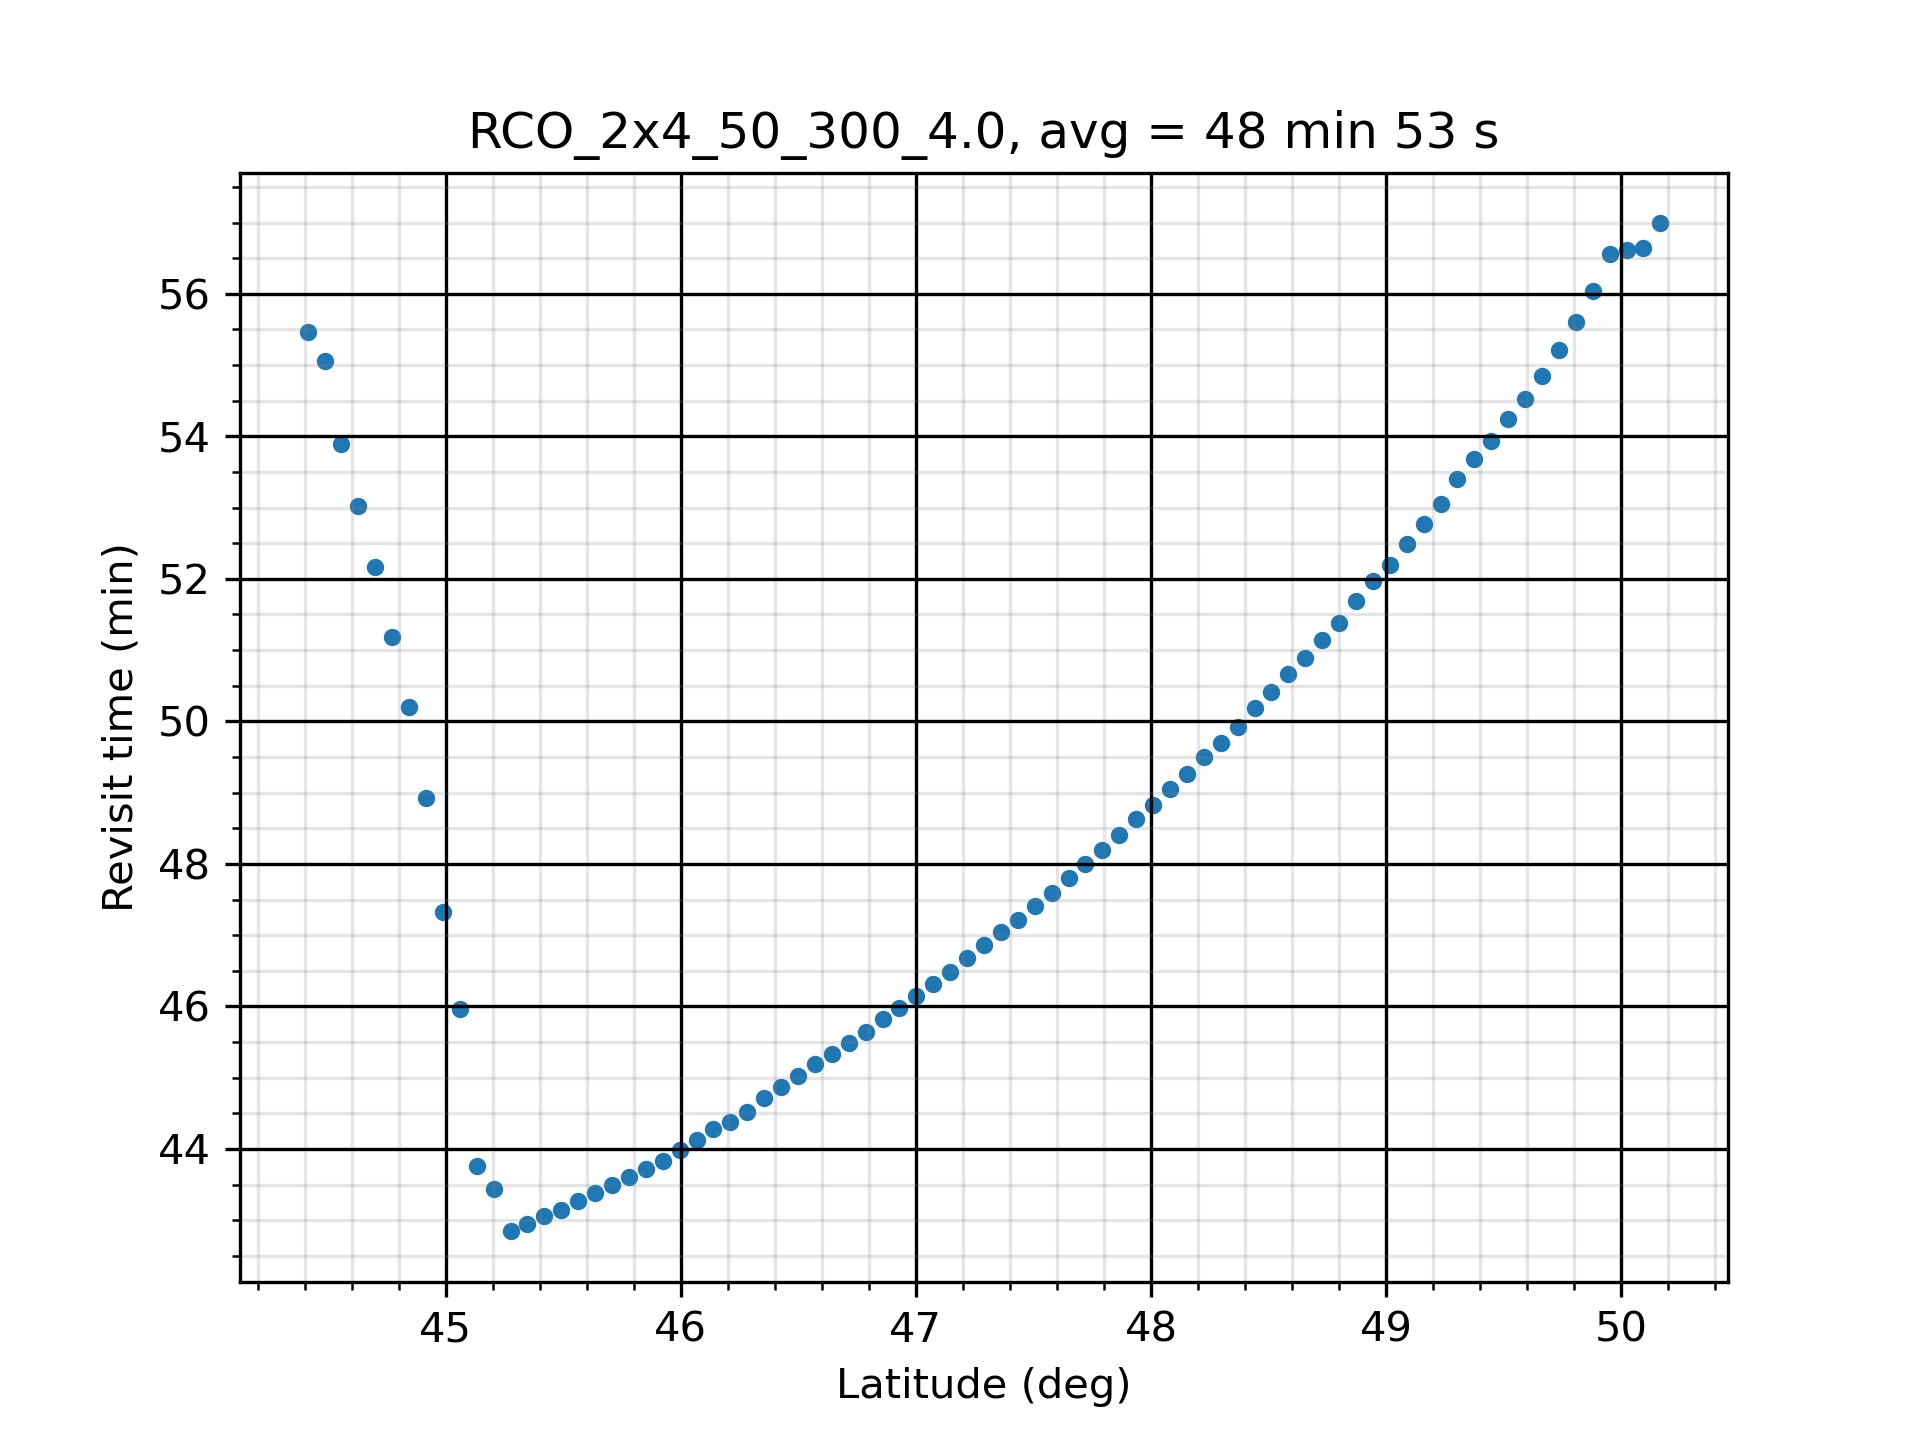 RCO_2x4_50_300_4.0, avg = 48 min 53 s
Revisit time (min)
56
54
52
50
48
46
44
45 46 47 48 49 50
Latitude (deg)